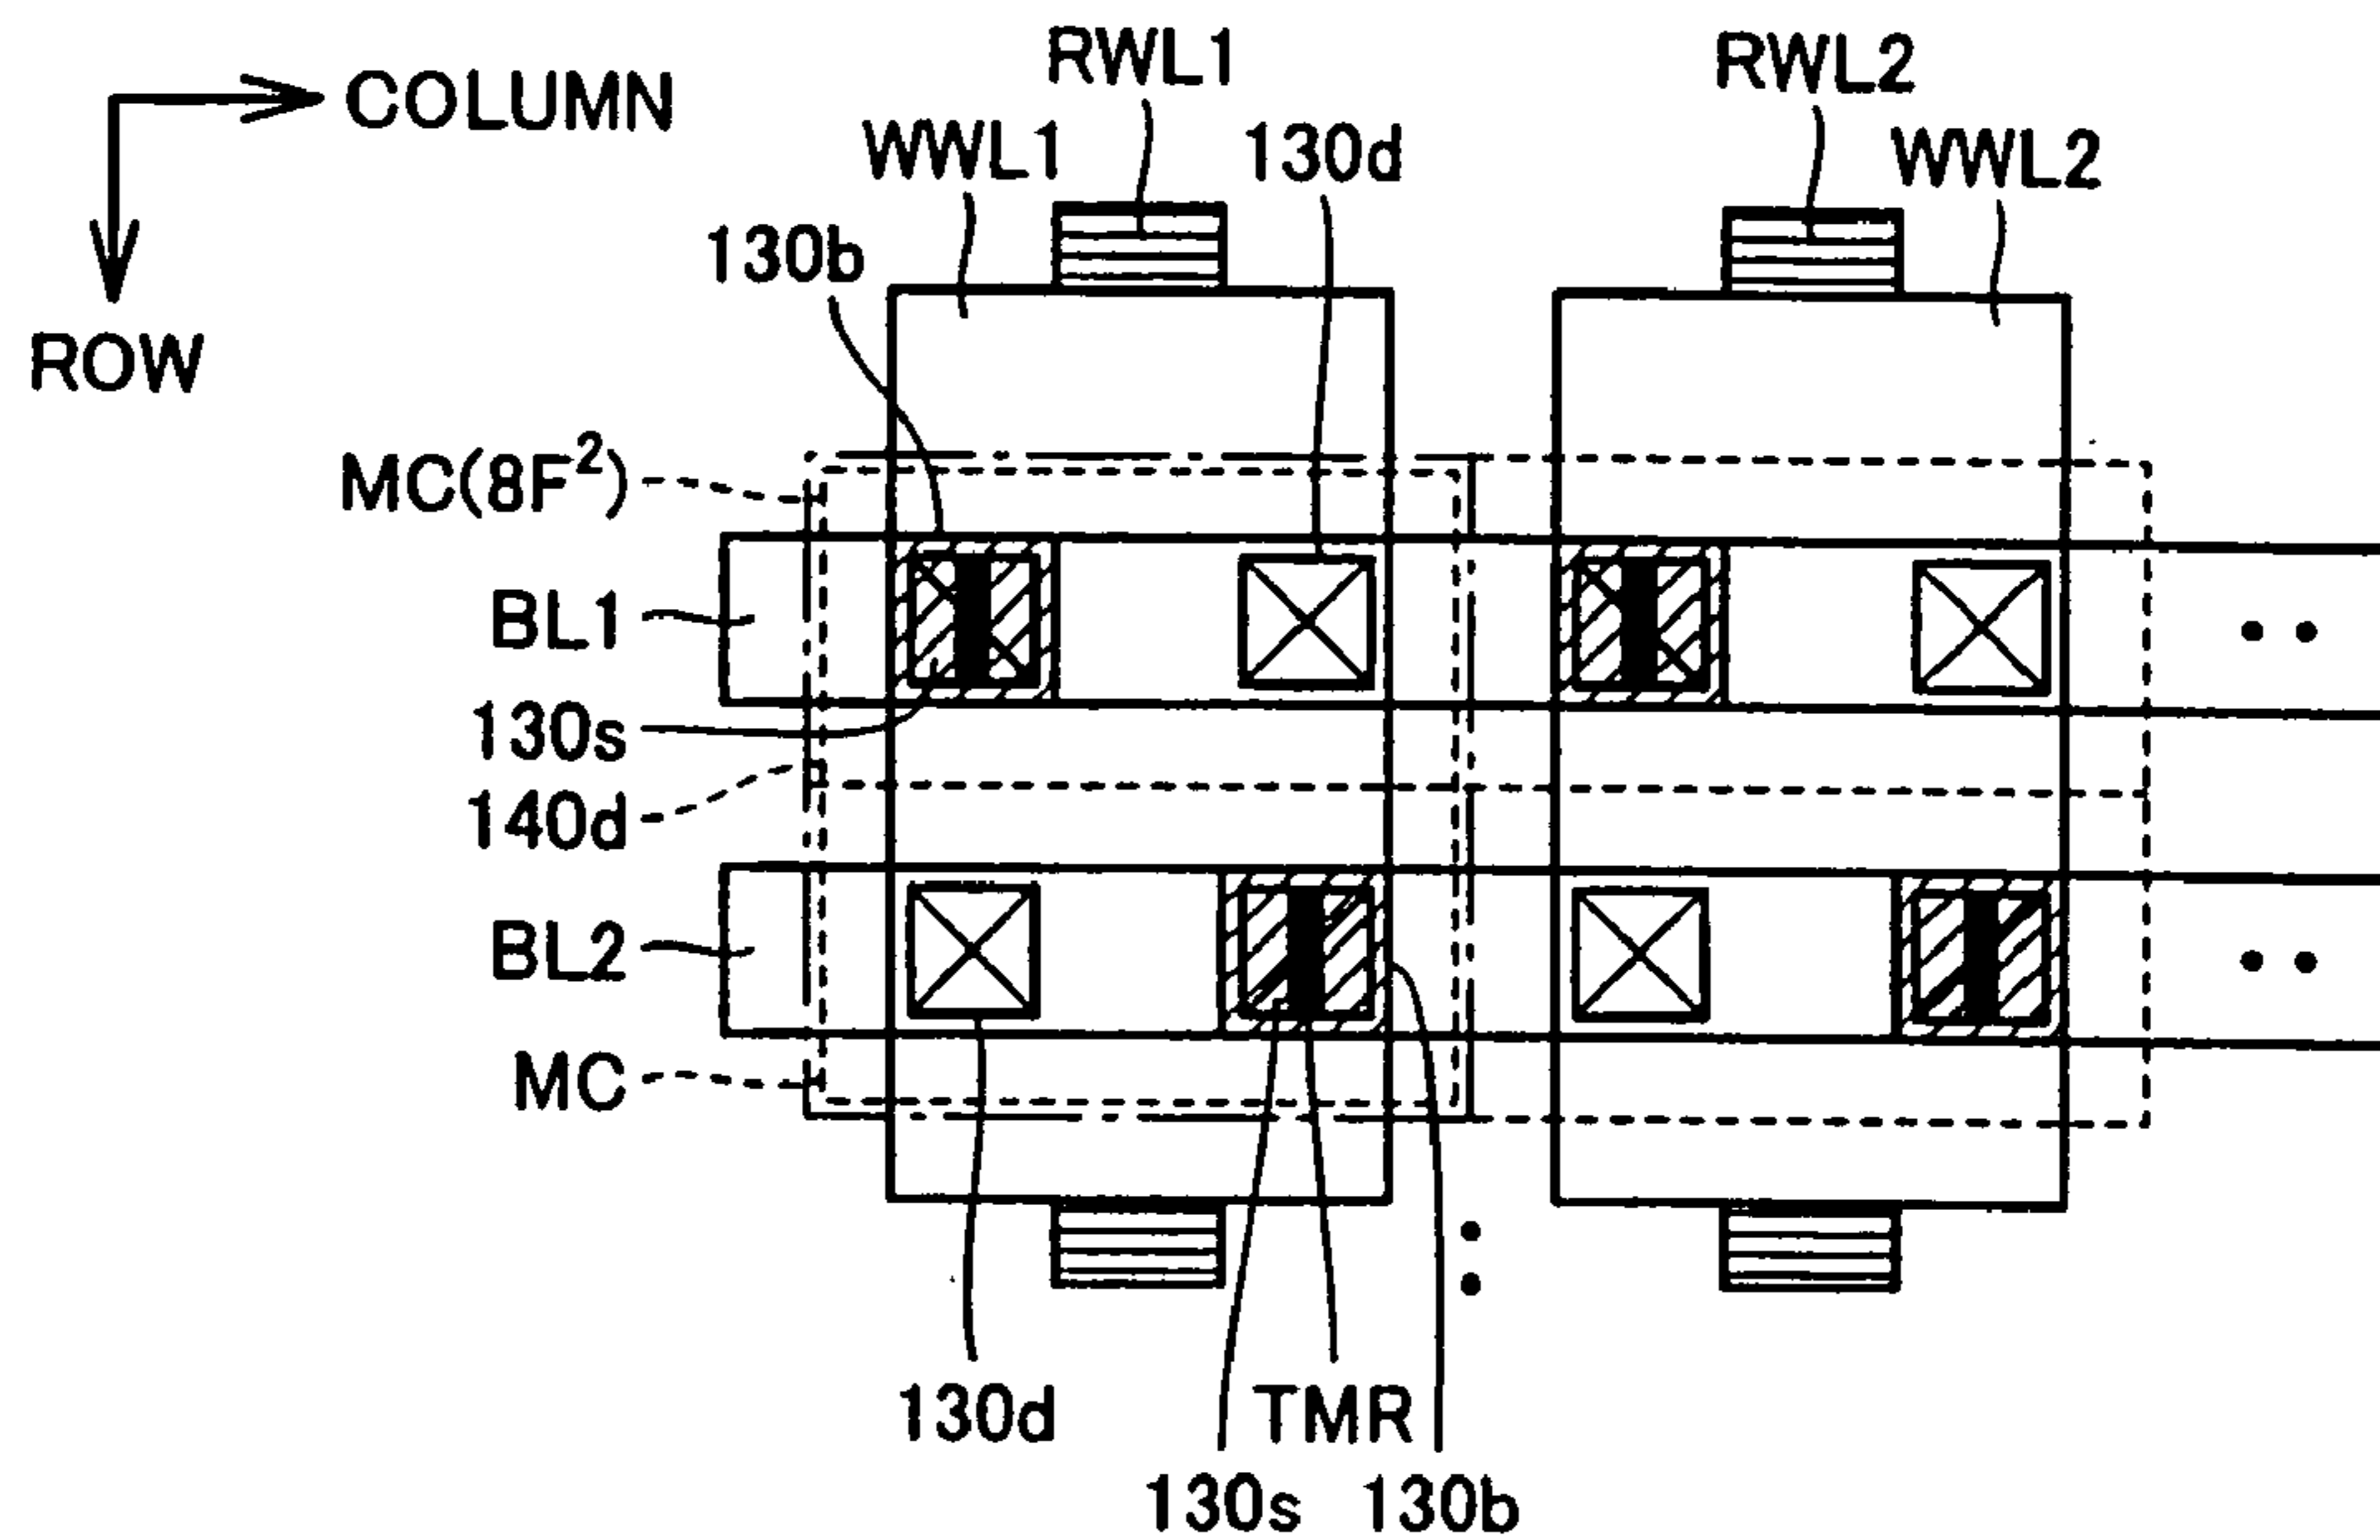 RWL1
RWL2
COLUMN
WWL1
130d
WWL2
130b
ROW
MC(8F²)
BL1
130s
140d
BL2
MC
130d
TMR
130s
130b